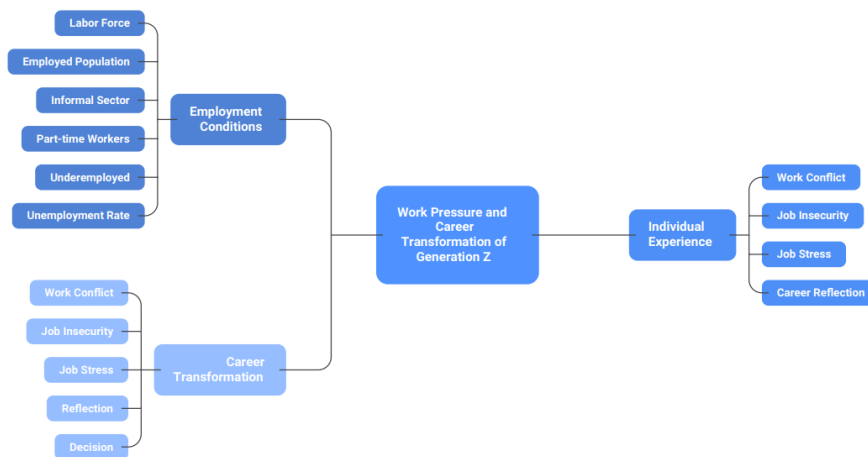 Labor Force
Employed Population
Informal Sector
Part-time Workers
Underemployed
Unemployment Rate
Employment
Conditions
Work Conflict
Job Insecurity
Job Stress
Reflection
Decision
Career
Transformation
Work Pressure and
Career
Transformation of
Generation Z
Individual
Experience
Work Conflict
Job Insecurity
Job Stress
Career Reflection